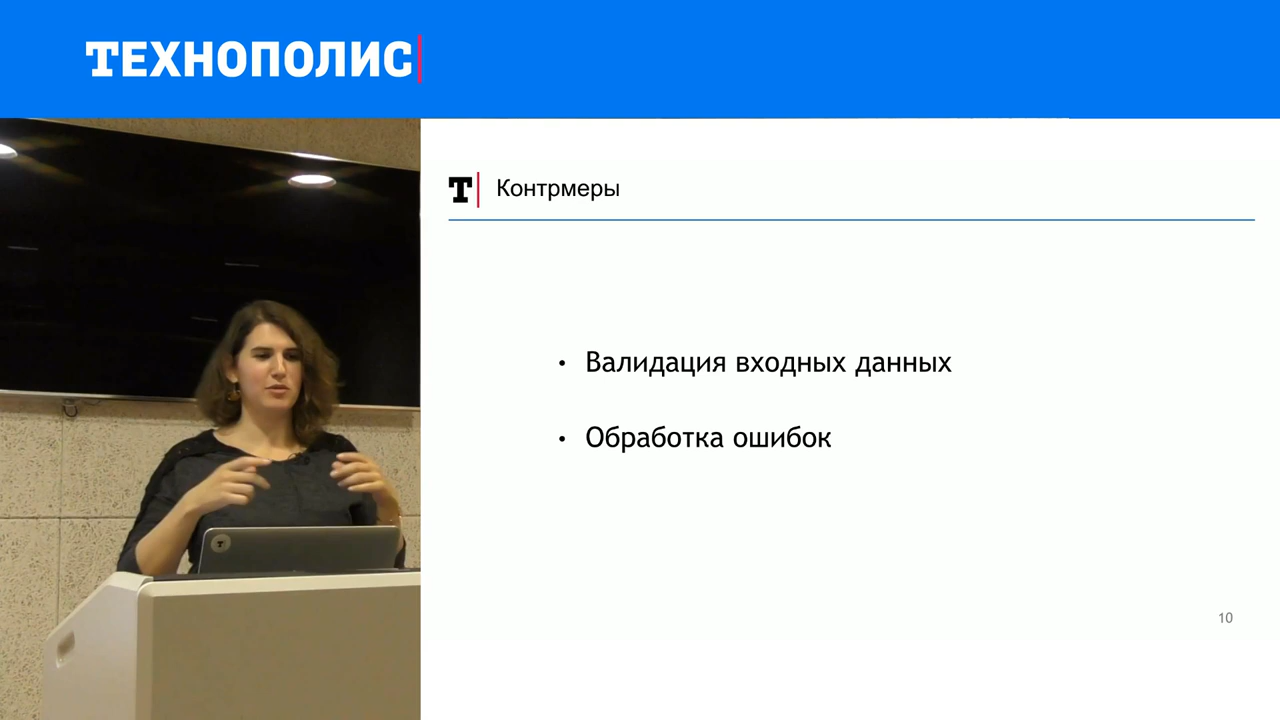 ТЕХНОПОЛИС
Т Контрмеры
• Валидация входных данных
• Обработка ошибок
10